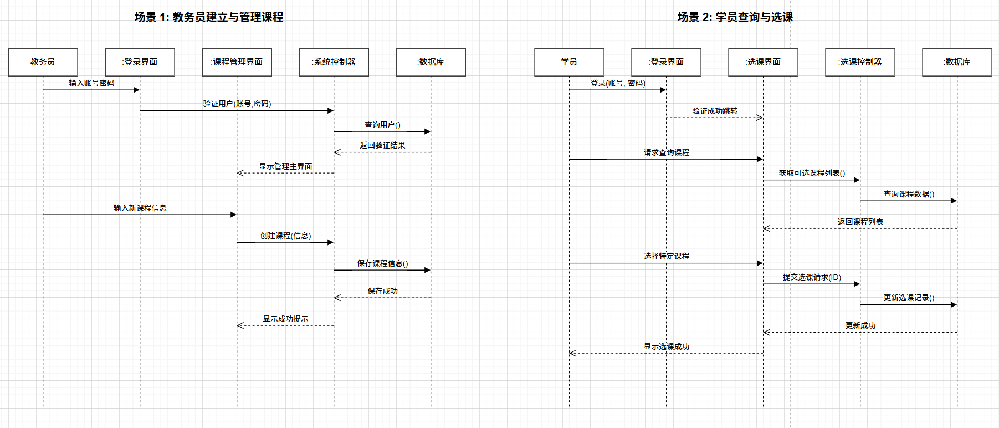 场景 1: 教务员建立与管理课程
教务员
:登录界面
:课程管理界面
:系统控制器
:数据库
输入账号密码
验证用户(账号,密码)
查询用户()
返回验证结果
显示管理主界面
输入新课程信息
创建课程(信息)
保存课程信息()
保存成功
显示成功提示
场景 2: 学员查询与选课
学员
:登录界面
:选课界面
:选课控制器
:数据库
登录(账号, 密码)
验证成功跳转
请求查询课程
获取可选课程列表()
查询课程数据()
返回课程列表
选择特定课程
提交选课请求(ID)
更新选课记录()
更新成功
显示选课成功